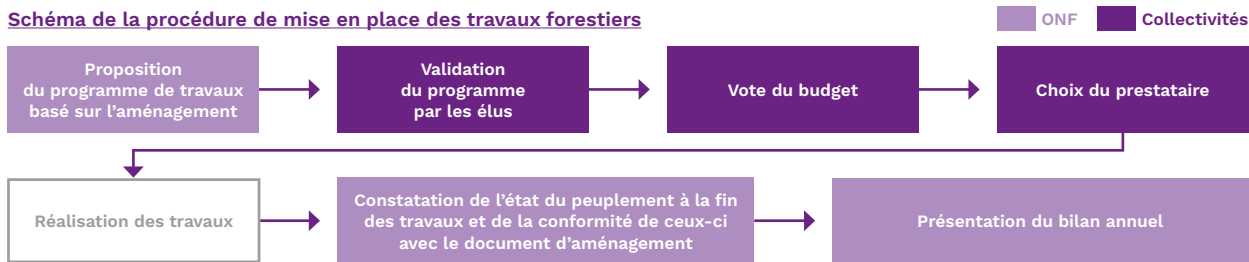 Schéma de la procédure de mise en place des travaux forestiers
ONF
Collectivités
Proposition
du programme de travaux
basé sur l'aménagement
Validation
du programme
par les élus
Vote du budget
Choix du prestataire
Réalisation des travaux
Constatation de l'état du peuplement à la fin
des travaux et de la conformité de ceux-ci
avec le document d'aménagement
Présentation du bilan annuel